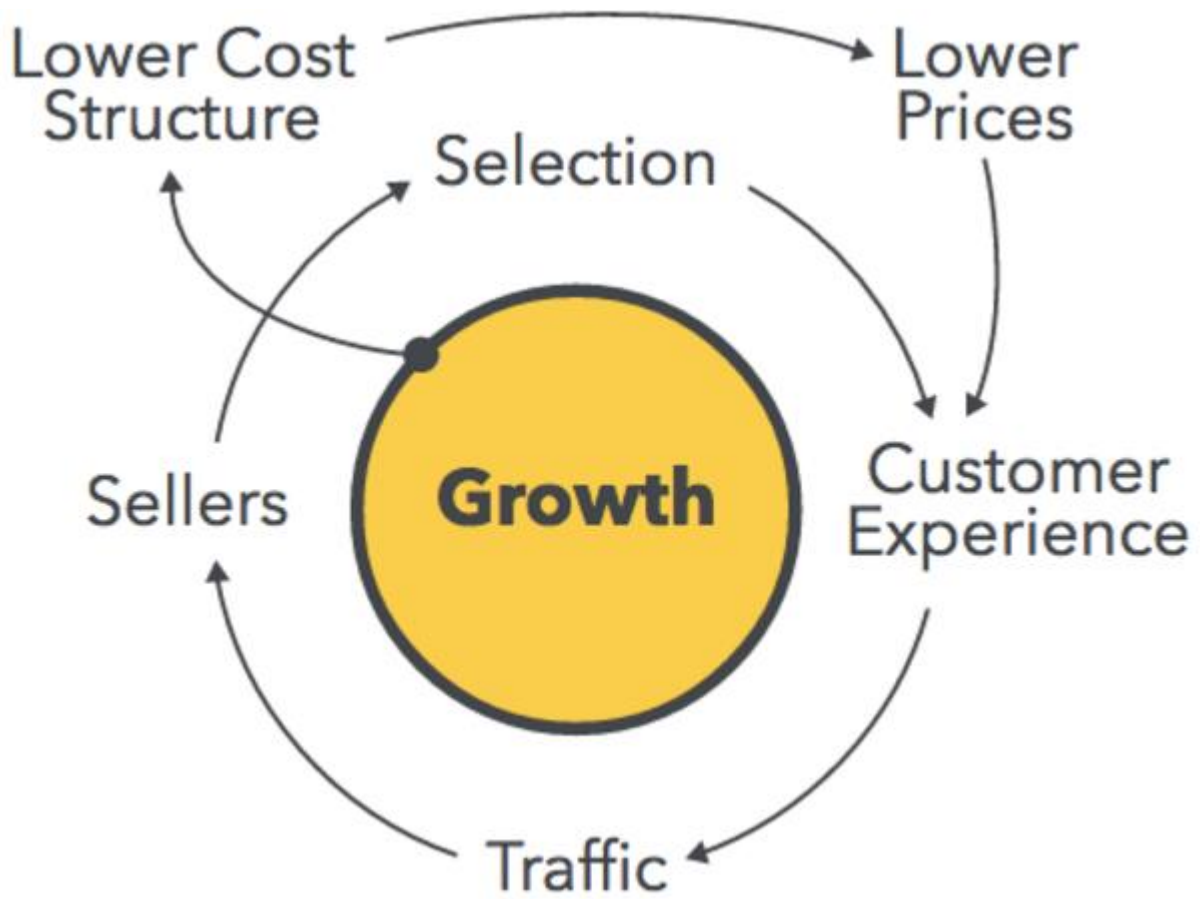 Lower Cost
Structure
Lower
Prices
Selection
Sellers
Growth
Customer
Experience
Traffic